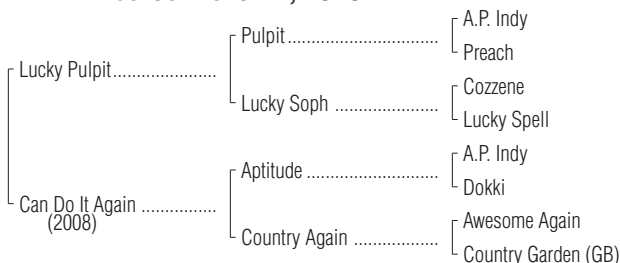 A.P. Indy
Pulpit
Preach
Lucky Pulpit
Cozzene
Lucky Soph
Lucky Spell
A.P. Indy
Aptitude
Dokki
Can Do It Again
(2008)
Awesome Again
Country Again
Country Garden (GB)